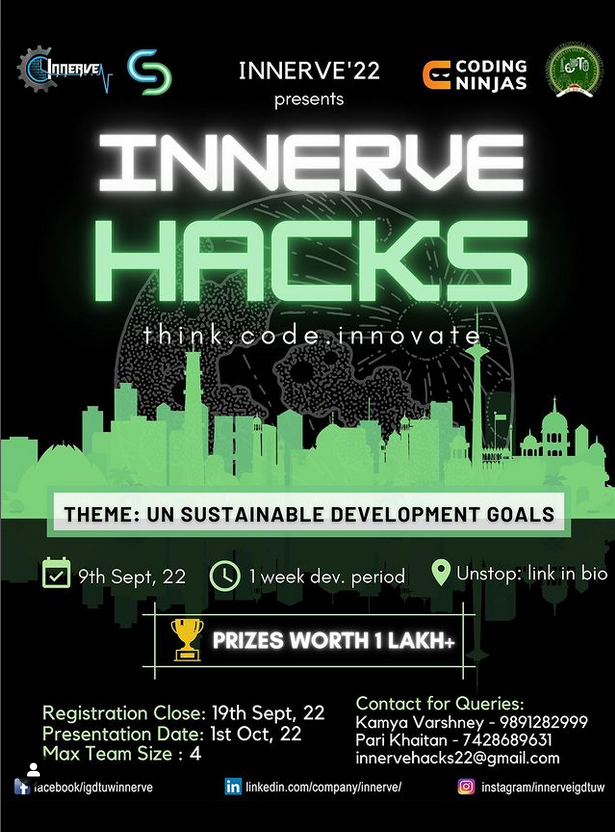 INNERVE
INNERVE'22
CODING
NINJAS
presents
INNERVE
HACKS
think.code.innovate
THEME: UN SUSTAINABLE DEVELOPMENT GOALS
9th Sept, 22
1 week dev. period
Unstop: link in bio
PRIZES WORTH 1 LAKH+
Registration Close: 19th Sept, 22
Presentation Date: 1st Oct, 22
Max Team Size : 4
Contact for Queries:
Kamya Varshney - 9891282999
Pari Khaitan - 7428689631
innervehacks22@gmail.com
facebook/igdtuwinnerve
linkedin.com/company/innerve/
instagram/innerveigdtuw